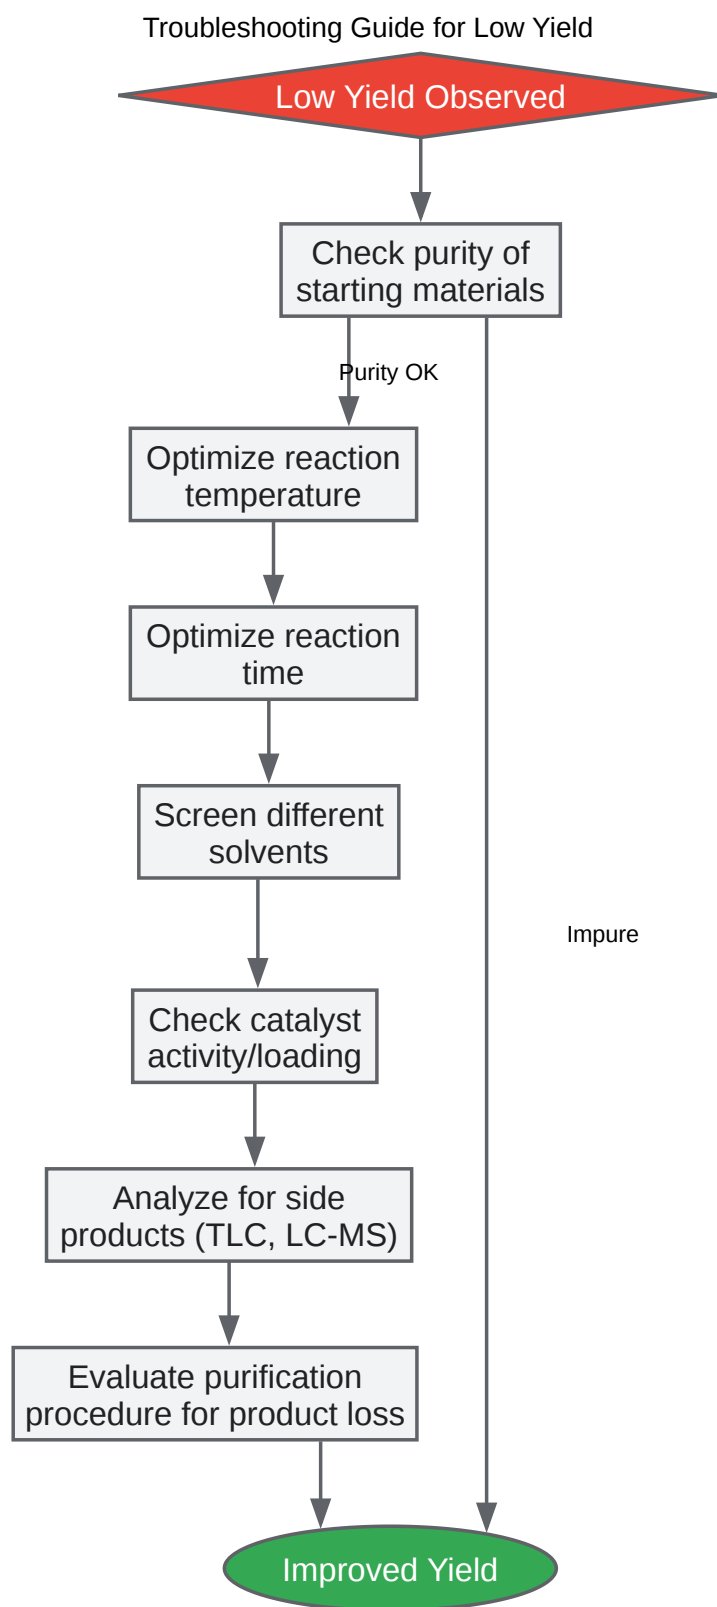 Troubleshooting Guide for Low Yield
Low Yield Observed
Check purity of
starting materials
Purity OK
Optimize reaction
temperature
Optimize reaction
time
Screen different
solvents
Impure
Check catalyst
activity/loading
Analyze for side
products (TLC, LC-MS)
Evaluate purification
procedure for product loss
Improved Yield